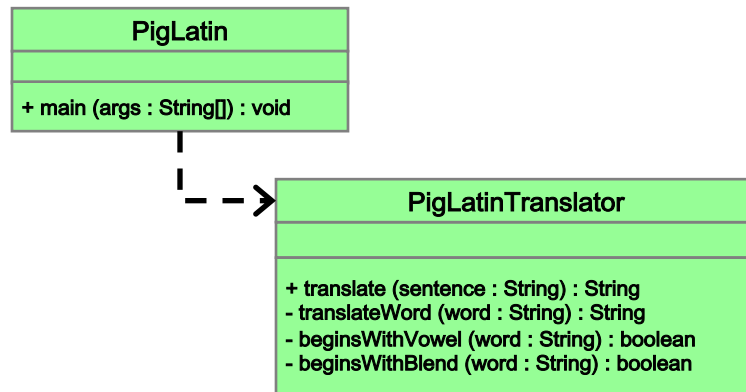 PigLatin
+ main (args : String[]) : void
PigLatinTranslator
+ translate (sentence : String) : String
- translateWord (word : String) : String
- beginsWithVowel (word : String) : boolean
- beginsWithBlend (word : String) : boolean